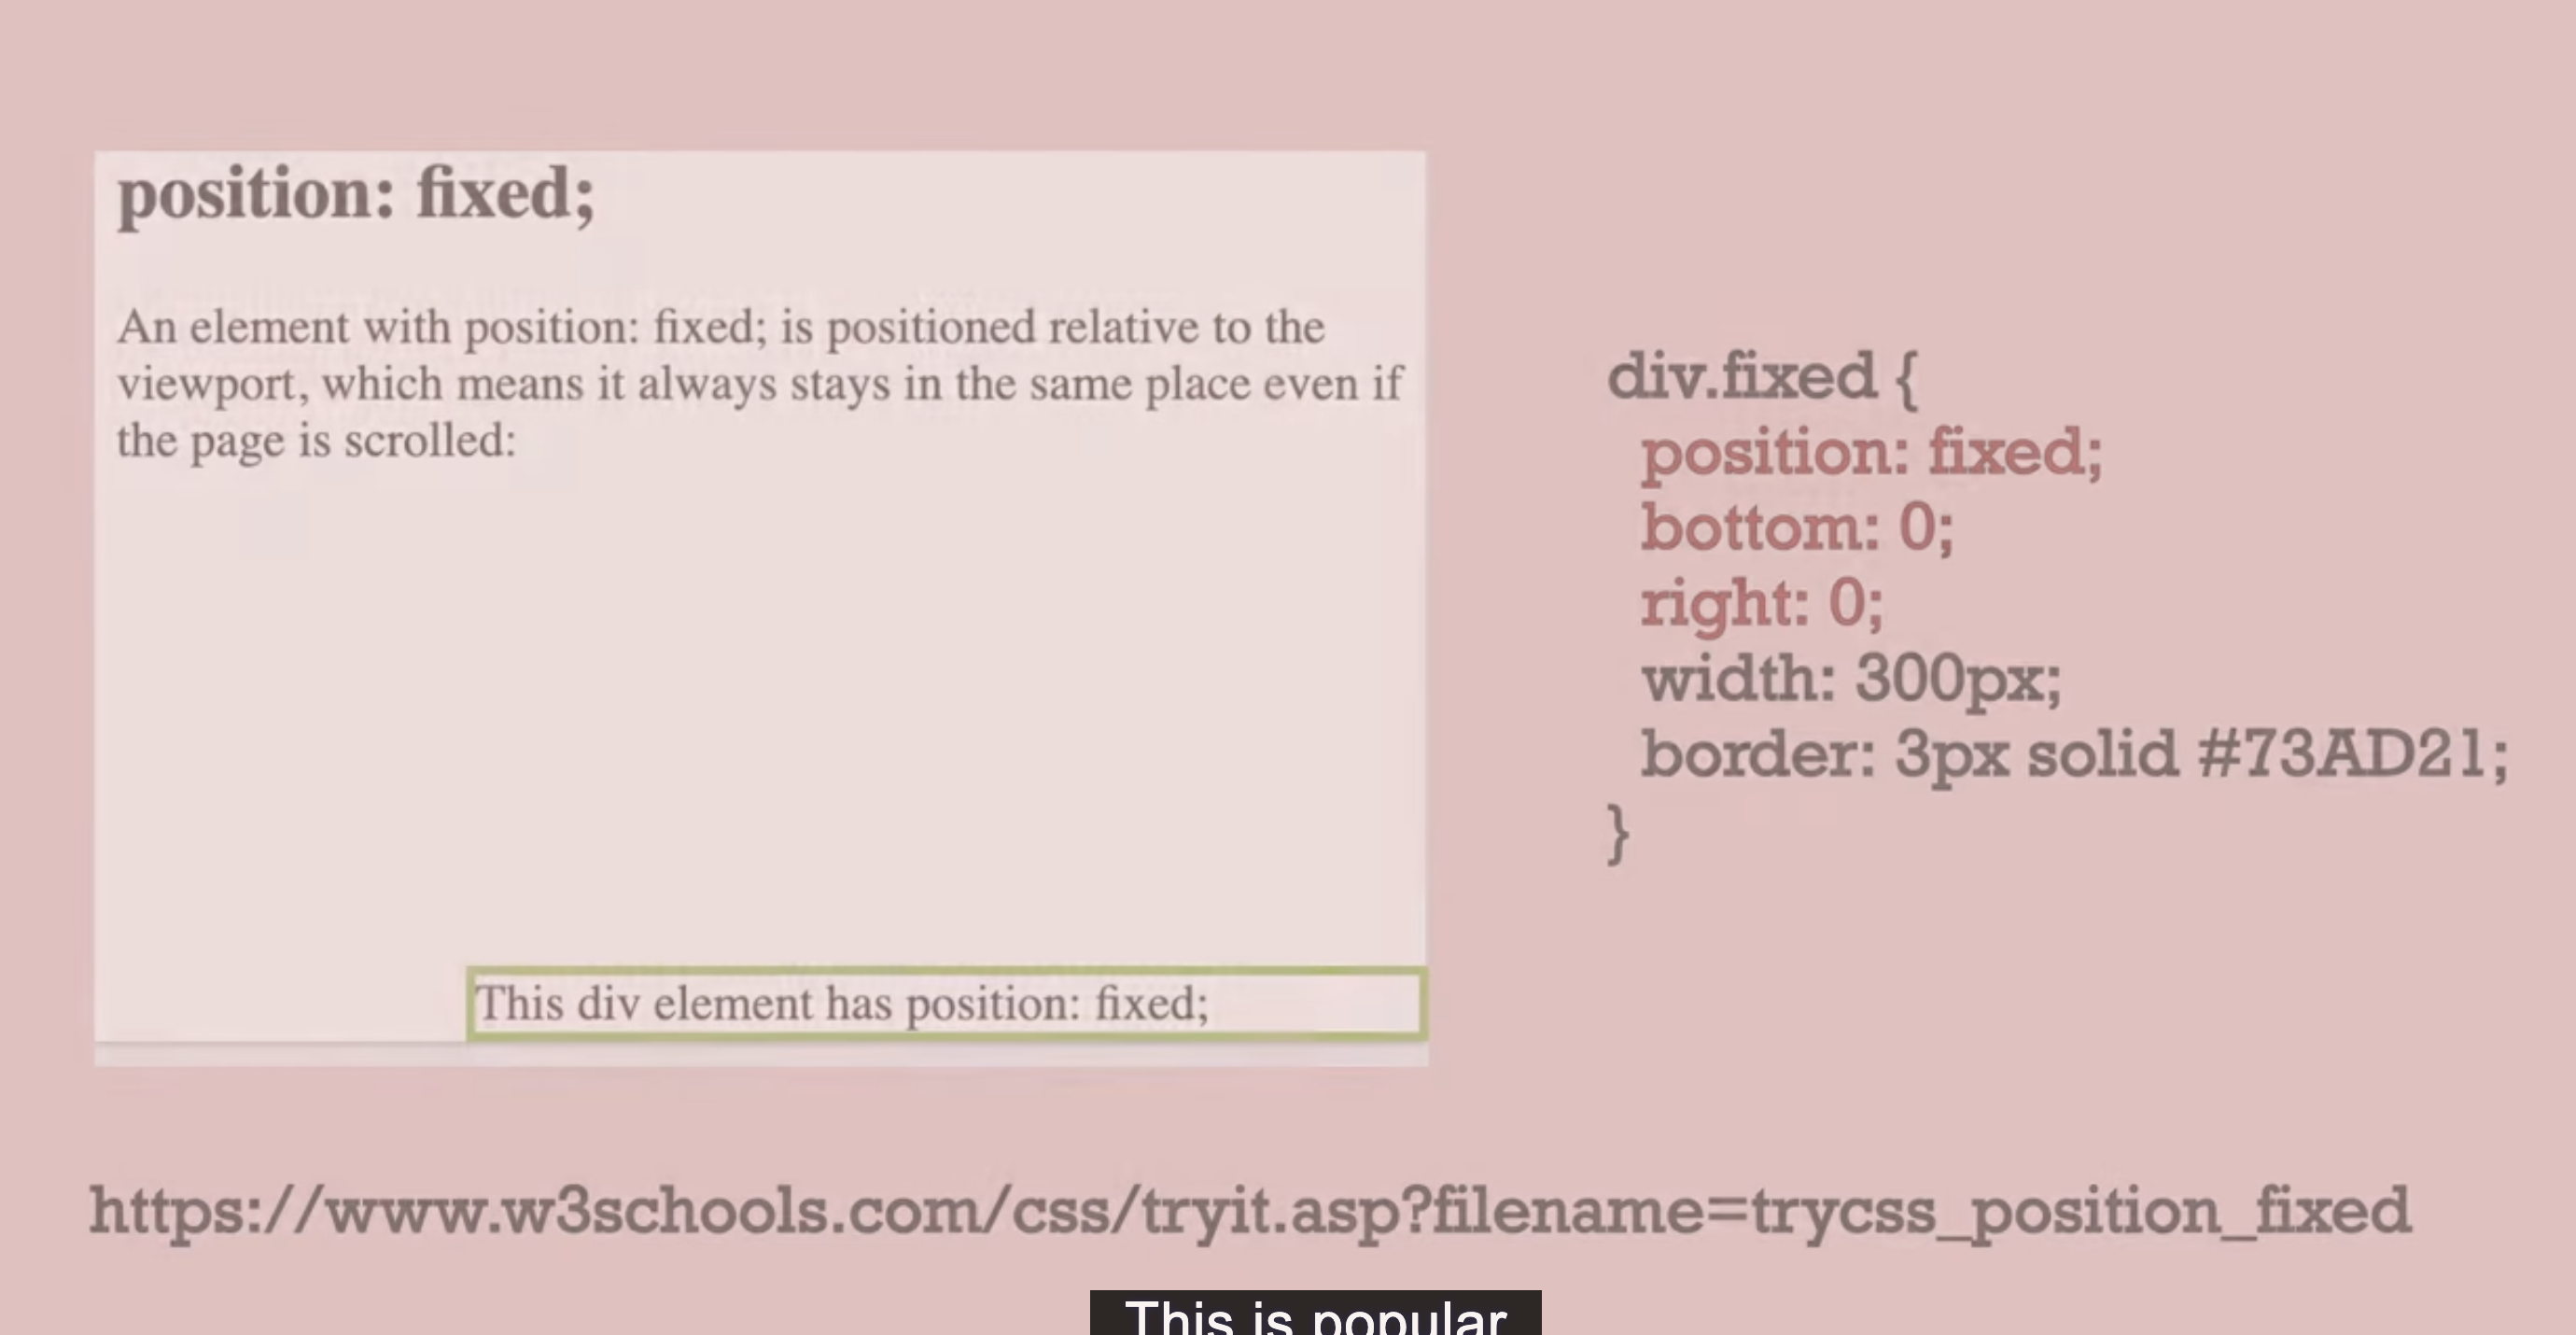 position: fixed;
An element with position: fixed; is positioned relative to the
viewport, which means it always stays in the same place even if
the page is scrolled:
This div element has position: fixed;
div.fixed {
position: fixed;
bottom: 0;
right: 0;
width: 300px;
border: 3px solid #73AD21;
}
https://www.w3schools.com/css/tryit.asp?filename=trycss_position_fixed
This is popular